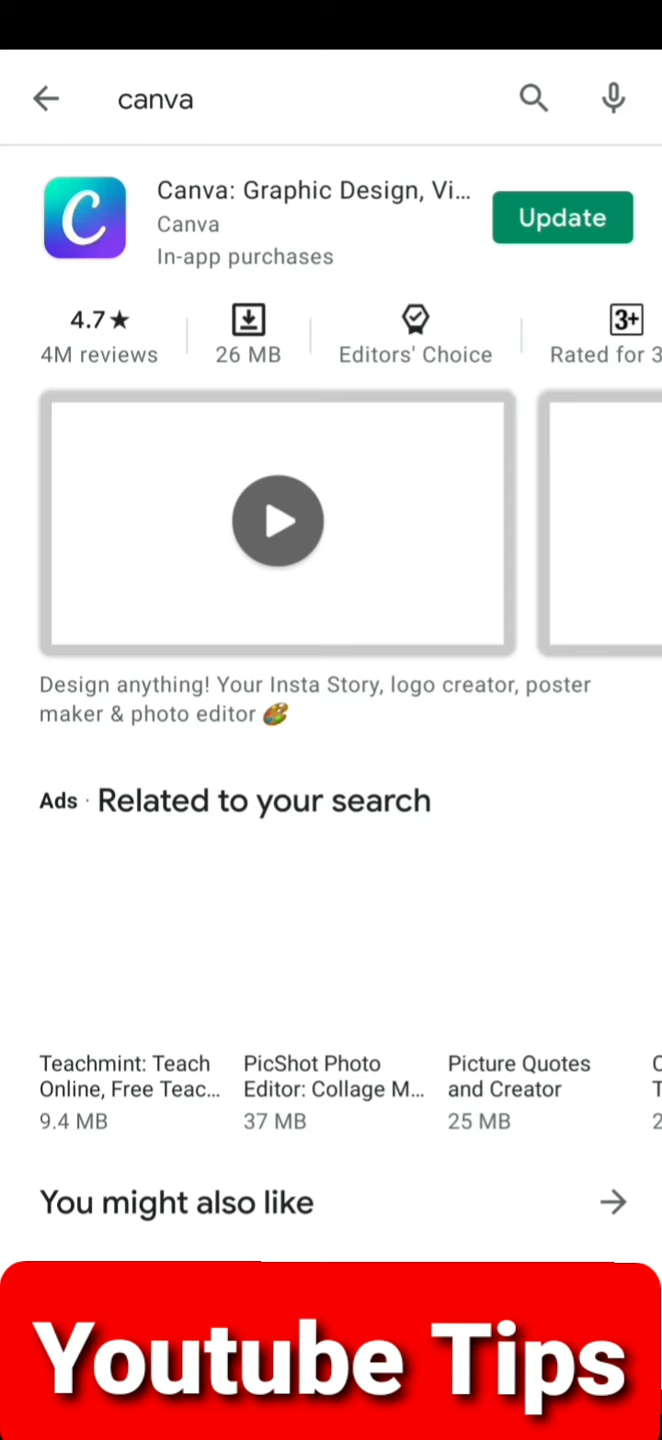 canva
Canva: Graphic Design, Vi...
Canva
In-app purchases
Update
4.7★
4M reviews
26 MB
Editors' Choice
3+
Rated for 3
Design anything! Your Insta Story, logo creator, poster
maker & photo editor 🎨
Ads · Related to your search
Teachmint: Teach
Online, Free Teac...
9.4 MB
PicShot Photo
Editor: Collage M...
37 MB
Picture Quotes
and Creator
25 MB
You might also like
Youtube Tips